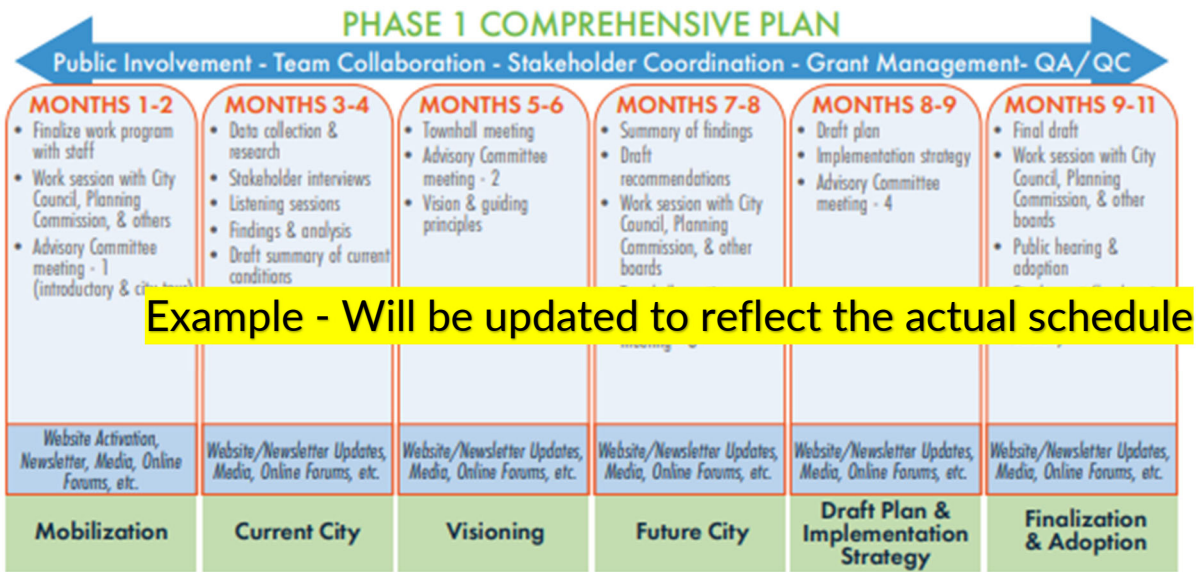 PHASE 1 COMPREHENSIVE PLAN
Public Involvement - Team Collaboration - Stakeholder Coordination - Grant Management- QA/QC
MONTHS 1-2
• Finalize work program
with staff
• Work session with City
Council, Planning
Commission, & others
• Advisory Committee
meeting - 1
(introductory & city tour)
Website Activation,
Newsletter, Media, Online
Forums, etc.
Mobilization
MONTHS 3-4
• Data collection &
research
• Stakeholder interviews
• Listening sessions
• Findings & analysis
• Draft summary of current
conditions
Website/Newsletter Updates,
Media, Online Forums, etc.
Current City
MONTHS 5-6
• Townhall meeting
• Advisory Committee
meeting - 2
• Vision & guiding
principles
Website/Newsletter Updates,
Media, Online Forums, etc.
Visioning
MONTHS 7-8
• Summary of findings
• Draft
recommendations
• Work session with City
Council, Planning
Commission, & other
boards
Website/Newsletter Updates,
Media, Online Forums, etc.
Future City
MONTHS 8-9
• Draft plan
• Implementation strategy
• Advisory Committee
meeting - 4
Website/Newsletter Updates,
Media, Online Forums, etc.
Draft Plan &
Implementation
Strategy
MONTHS 9-11
• Final draft
• Work session with City
Council, Planning
Commission, & other
boards
• Public hearing &
adoption
Website/Newsletter Updates,
Media, Online Forums, etc.
Finalization
& Adoption
Example - Will be updated to reflect the actual schedule